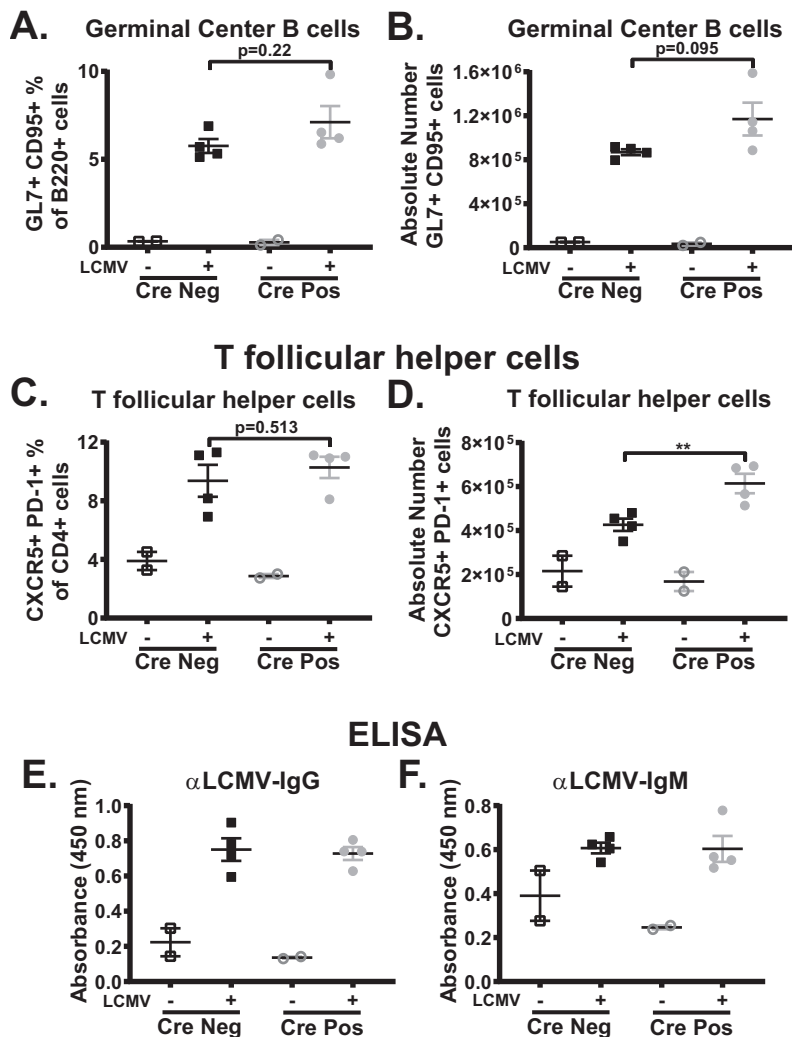 A.
Germinal Center B cells
p=0.22
GL7+ CD95+ %
of B220+ cells
10
5
0
LCMV - + - +
Cre Neg Cre Pos
B.
Germinal Center B cells
p=0.095
Absolute Number
GL7+ CD95+ cells
1.6×10⁶
1.2×10⁶
8×10⁵
4×10⁵
0
LCMV - + - +
Cre Neg Cre Pos
T follicular helper cells
C.
T follicular helper cells
p=0.513
CXCR5+ PD-1+ %
of CD4+ cells
12
8
4
0
LCMV - + - +
Cre Neg Cre Pos
D.
T follicular helper cells
**
Absolute Number
CXCR5+ PD-1+ cells
8×10⁵
6×10⁵
4×10⁵
2×10⁵
0
LCMV - + - +
Cre Neg Cre Pos
ELISA
E.
αLCMV-IgG
Absorbance (450 nm)
1.0
0.8
0.6
0.4
0.2
0.0
LCMV - + - +
Cre Neg Cre Pos
F.
αLCMV-IgM
Absorbance (450 nm)
0.8
0.6
0.4
0.2
0.0
LCMV - + - +
Cre Neg Cre Pos